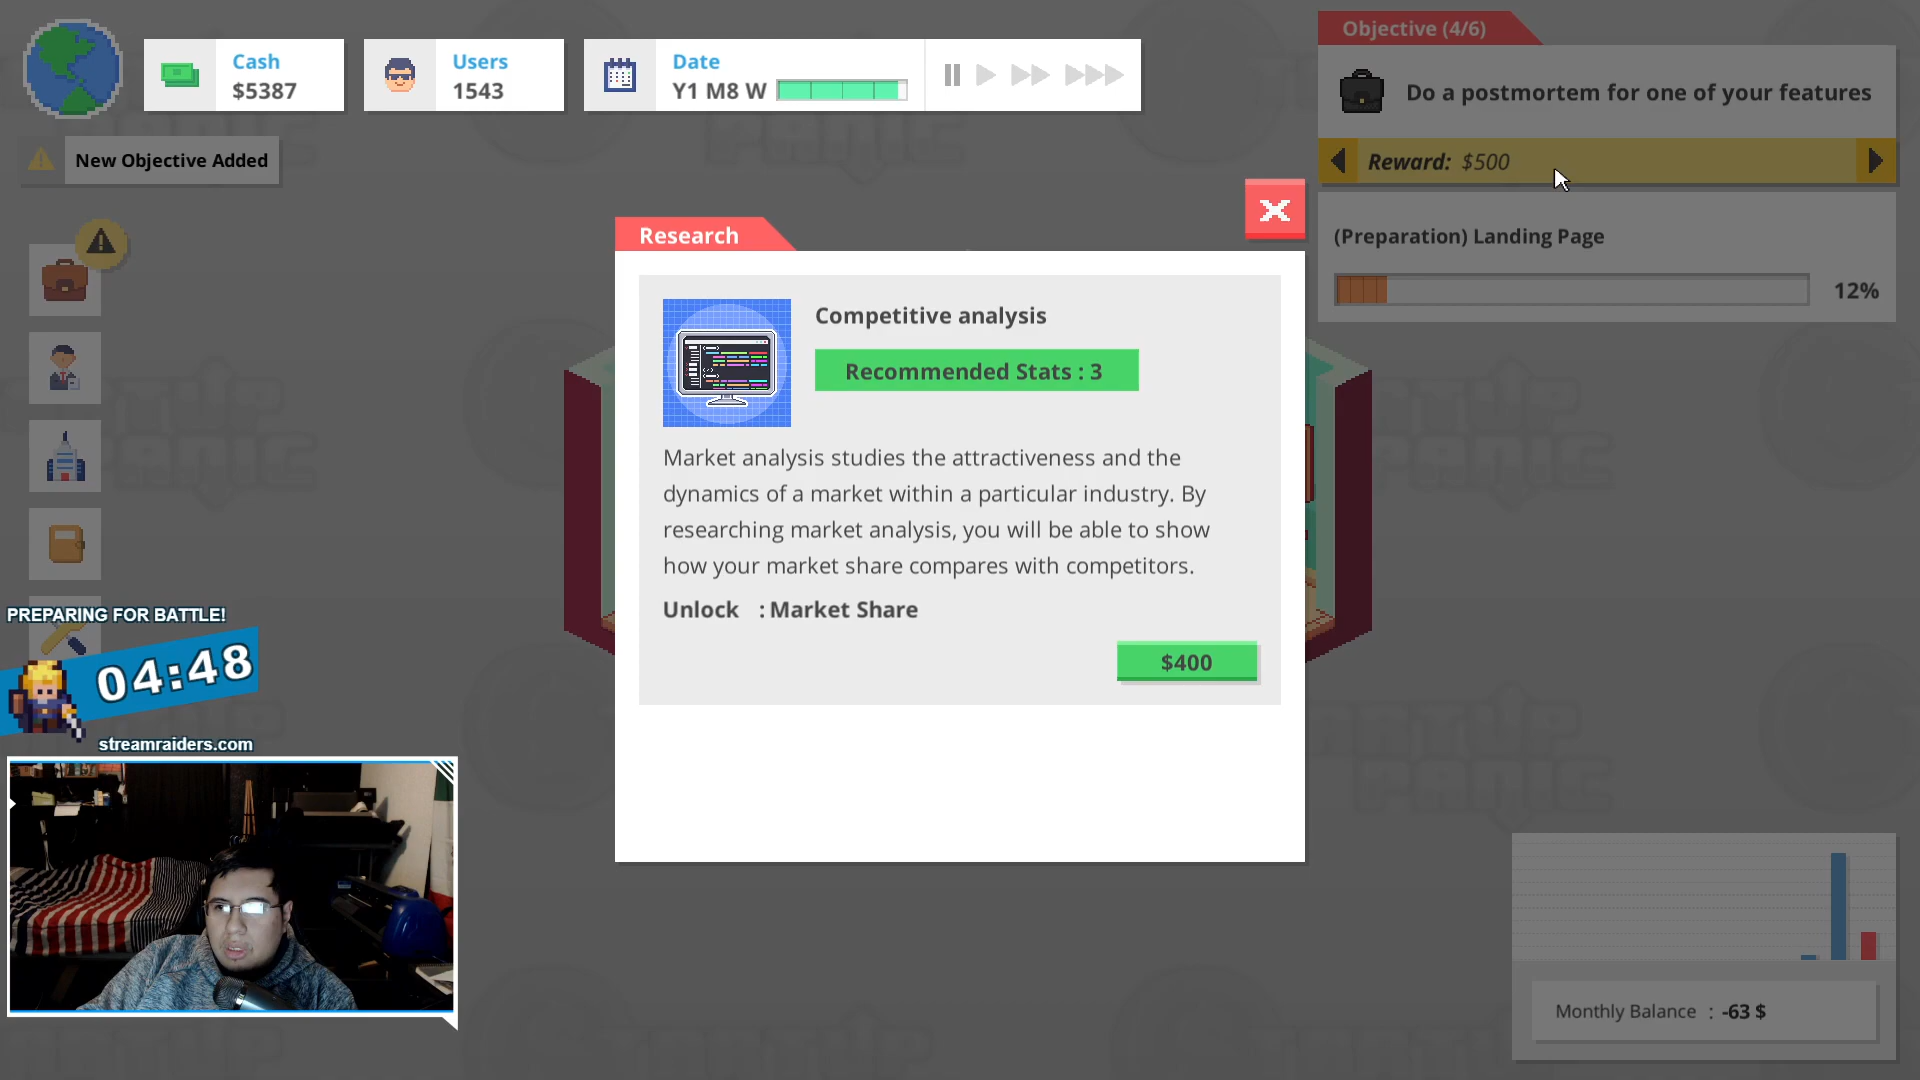 Cash
$5387
Users
1543
Date
Y1 M8 W
Objective (4/6)
Do a postmortem for one of your features
Reward: $500
New Objective Added
(Preparation) Landing Page
12%
Research
Competitive analysis
Recommended Stats : 3
Market analysis studies the attractiveness and the
dynamics of a market within a particular industry. By
researching market analysis, you will be able to show
how your market share compares with competitors.
Unlock : Market Share
$400
PREPARING FOR BATTLE!
04:48
streamraiders.com
Monthly Balance : -63 $
STARTUP
PANIC